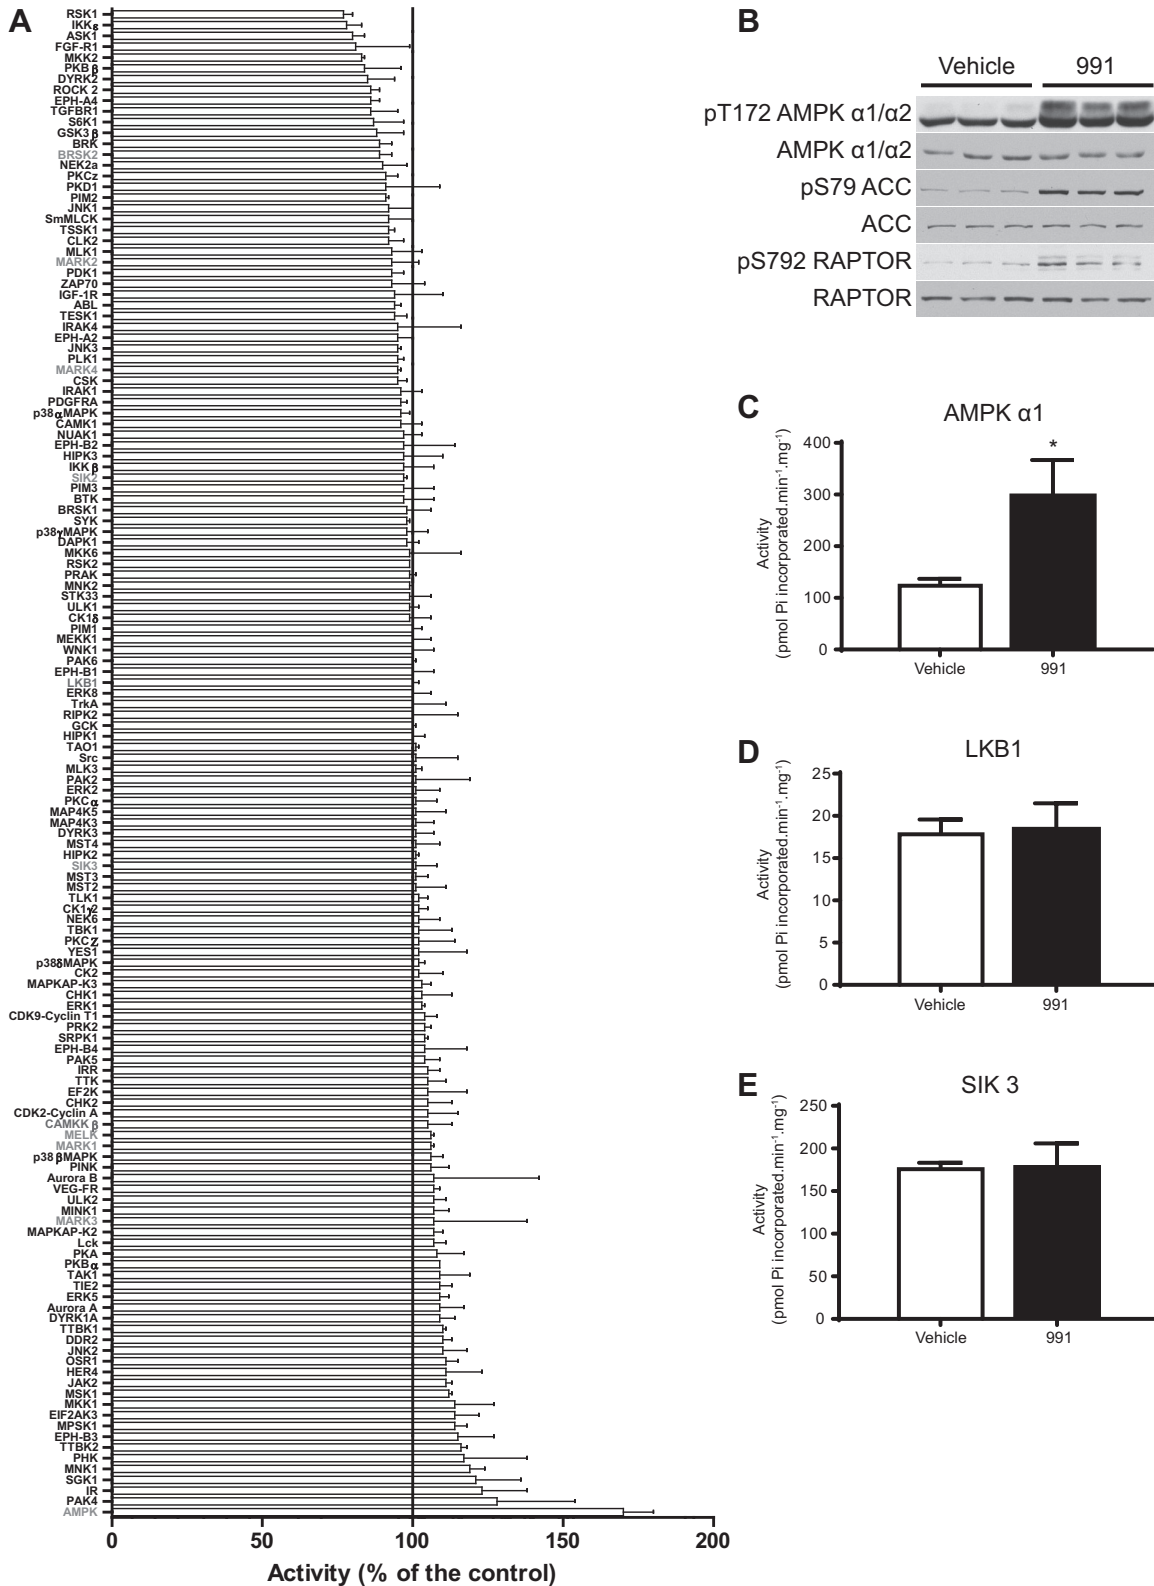 A
RSK1
IKKε
ASK1
FGF-R1
MKK2
PKBβ
DYRK2
ROCK 2
EPH-A4
TGFBR1
S6K1
GSK3β
BRK
BRSK2
NEK2a
PKCz
PKD1
PIM2
JNK1
SmMLCK
TSSK1
CLK2
MLK1
MARK2
PDK1
ZAP70
IGF-1R
ABL
TESK1
IRAK4
EPH-A2
JNK3
PLK1
MARK4
CSK
IRAK1
PDGFRA
p38αMAPK
CAMK1
NUAK1
EPH-B2
HIPK3
IKKβ
SIK2
PIM3
BTK
BRSK1
SYK
p38γMAPK
DAPK1
MKK6
RSK2
PRAK
MNK2
STK33
ULK1
CK1δ
PIM1
MEKK1
WNK1
PAK6
EPH-B1
LKB1
ERK8
TrkA
RIPK2
GCK
HIPK1
TAO1
Src
MLK3
PAK2
ERK2
PKCα
MAP4K5
MAP4K3
DYRK3
MST4
HIPK2
SIK3
MST3
MST2
TLK1
CK1γ2
NEK6
TBK1
PKCζ
YES1
p38δMAPK
CK2
MAPKAP-K3
CHK1
ERK1
CDK9-Cyclin T1
PRK2
SRPK1
EPH-B4
PAK5
IRR
TTK
EF2K
CHK2
CDK2-Cyclin A
CAMKKβ
MELK
MARK1
p38βMAPK
PINK
Aurora B
VEG-FR
ULK2
MINK1
MARK3
MAPKAP-K2
Lck
PKA
PKBα
TAK1
TIE2
ERK5
Aurora A
DYRK1A
TTBK1
DDR2
JNK2
OSR1
HER4
JAK2
MSK1
MKK1
EIF2AK3
MPSK1
EPH-B3
TTBK2
PHK
MNK1
SGK1
IR
PAK4
AMPK
0 50 100 150 200
Activity (% of the control)
B
Vehicle 991
pT172 AMPK α1/α2
AMPK α1/α2
pS79 ACC
ACC
pS792 RAPTOR
RAPTOR
C
AMPK α1
Activity
(pmol Pi incorporated.min⁻¹.mg⁻¹)
400
300
200
100
0
*
Vehicle 991
D
LKB1
Activity
(pmol Pi incorporated.min⁻¹.mg⁻¹)
25
20
15
10
5
0
Vehicle 991
E
SIK 3
Activity
(pmol Pi incorporated.min⁻¹.mg⁻¹)
250
200
150
100
50
0
Vehicle 991